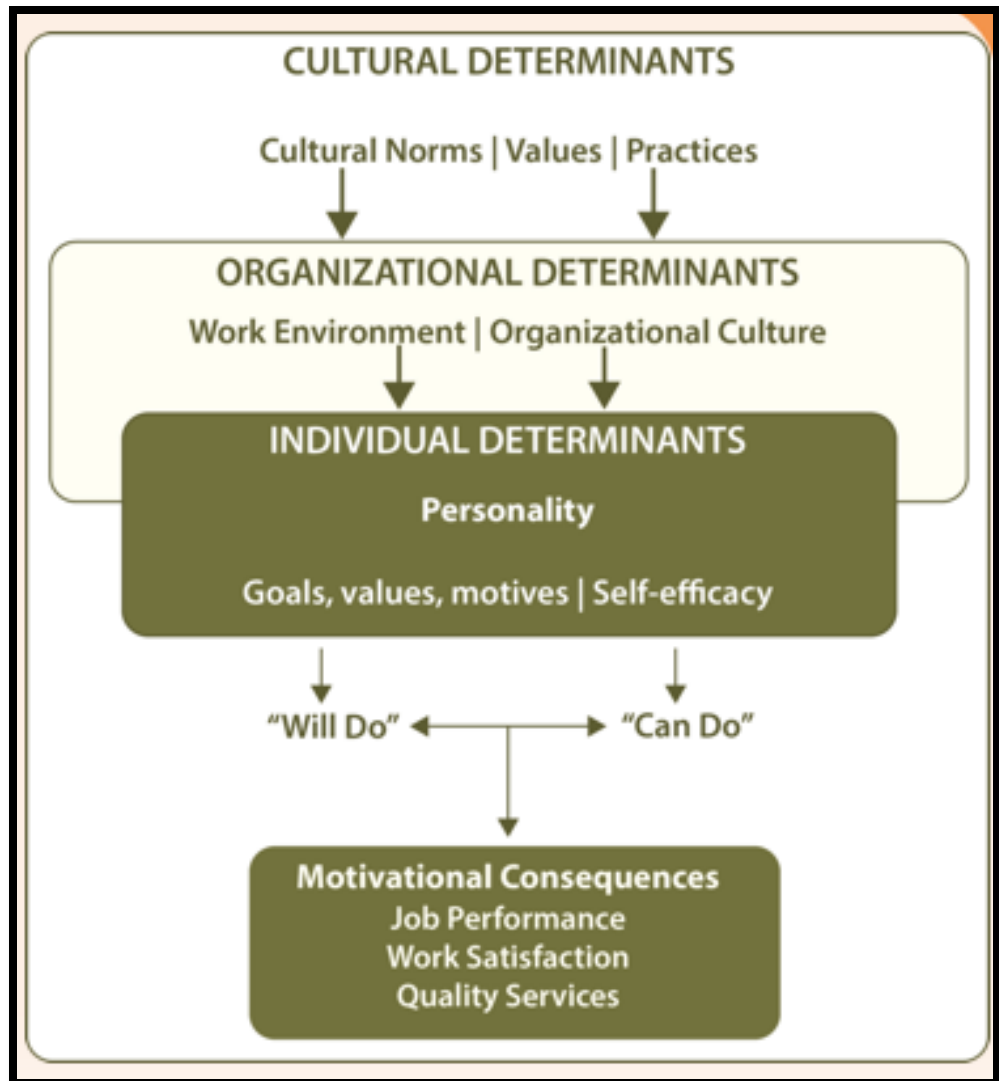 CULTURAL DETERMINANTS
Cultural Norms | Values | Practices
ORGANIZATIONAL DETERMINANTS
Work Environment | Organizational Culture
INDIVIDUAL DETERMINANTS
Personality
Goals, values, motives | Self-efficacy
“Will Do” “Can Do”
Motivational Consequences
Job Performance
Work Satisfaction
Quality Services